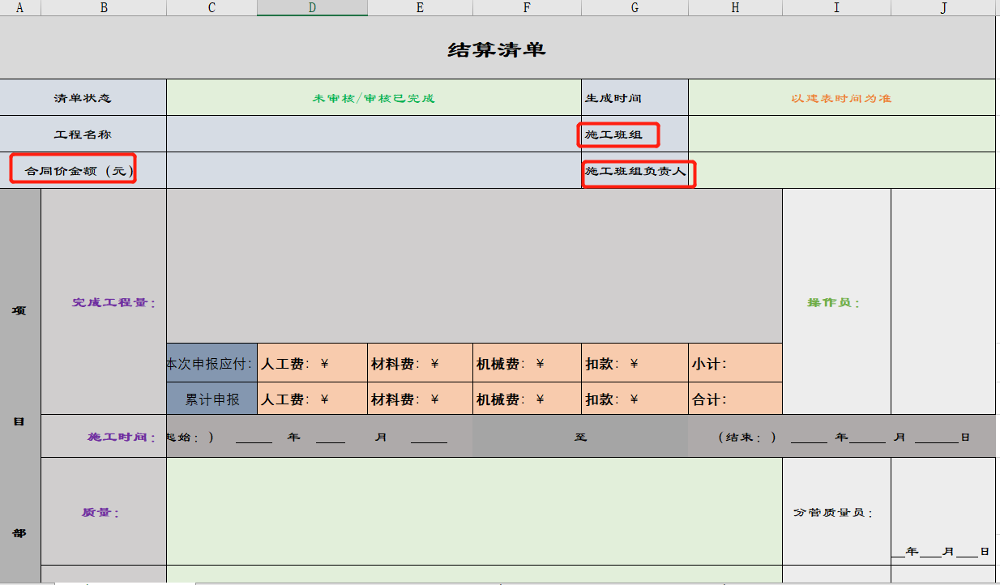 A B C D E F G H I J
结算清单
清单状态 未审核/审核已完成 生成时间 以建表时间为准
工程名称 施工班组
合同价金额（元） 施工班组负责人
项
目
部
完成工程量： 操作员：
本次申报应付： 人工费：￥ 材料费：￥ 机械费：￥ 扣款：￥ 小计：
累计申报 人工费：￥ 材料费：￥ 机械费：￥ 扣款：￥ 合计：
施工时间： 起始：） _____ 年 ____ 月 _____ 至 （结束：） _____ 年_____ 月 ______日
质量： 分管质量员：
__年___月___日